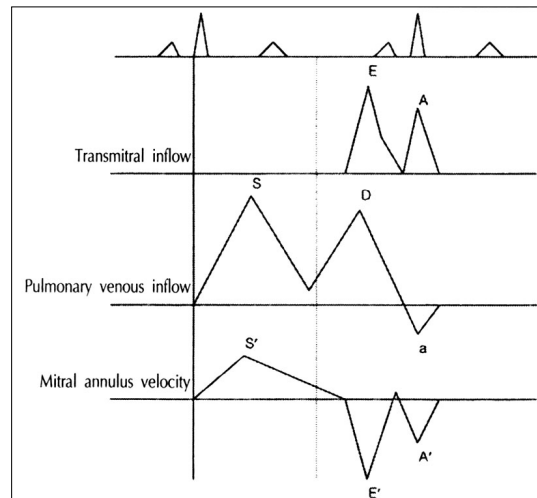 E
A
Transmitral inflow
S
D
Pulmonary venous inflow
a
S'
Mitral annulus velocity
A'
E'